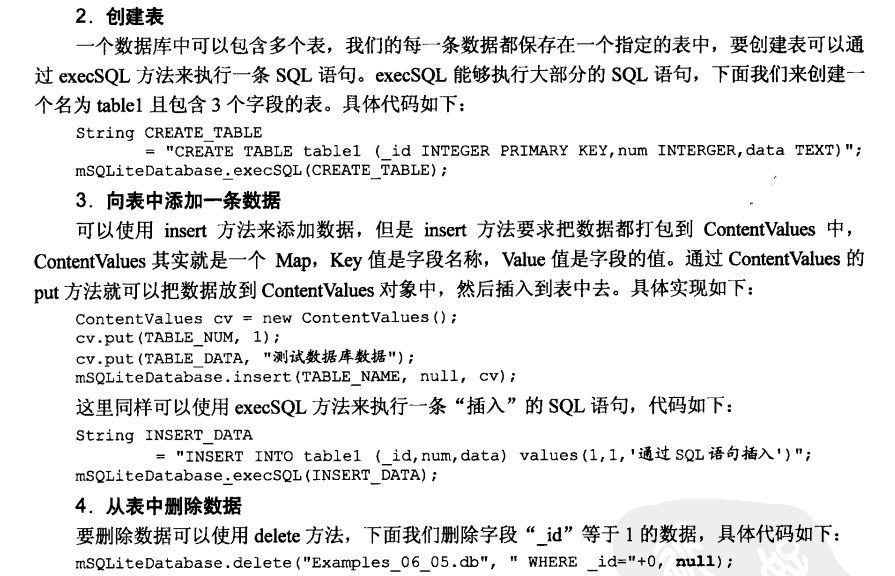 2．创建表
一个数据库中可以包含多个表，我们的每一条数据都保存在一个指定的表中，要创建表可以通
过 execSQL 方法来执行一条 SQL 语句。execSQL 能够执行大部分的 SQL 语句，下面我们来创建一
个名为 table1 且包含 3 个字段的表。具体代码如下：
String CREATE_TABLE
= "CREATE TABLE table1 (_id INTEGER PRIMARY KEY,num INTERGER,data TEXT)";
mSQLiteDatabase.execSQL(CREATE_TABLE);
3．向表中添加一条数据
可以使用 insert 方法来添加数据，但是 insert 方法要求把数据都打包到 ContentValues 中，
ContentValues 其实就是一个 Map，Key 值是字段名称，Value 值是字段的值。通过 ContentValues 的
put 方法就可以把数据放到 ContentValues 对象中，然后插入到表中去。具体实现如下：
ContentValues cv = new ContentValues();
cv.put(TABLE_NUM, 1);
cv.put(TABLE_DATA, "测试数据库数据");
mSQLiteDatabase.insert(TABLE_NAME, null, cv);
这里同样可以使用 execSQL 方法来执行一条“插入”的 SQL 语句，代码如下：
String INSERT_DATA
= "INSERT INTO table1 (_id,num,data) values(1,1,'通过 SQL 语句插入')";
mSQLiteDatabase.execSQL(INSERT_DATA);
4．从表中删除数据
要删除数据可以使用 delete 方法，下面我们删除字段“_id”等于 1 的数据，具体代码如下：
mSQLiteDatabase.delete("Examples_06_05.db", " WHERE _id="+0, null);